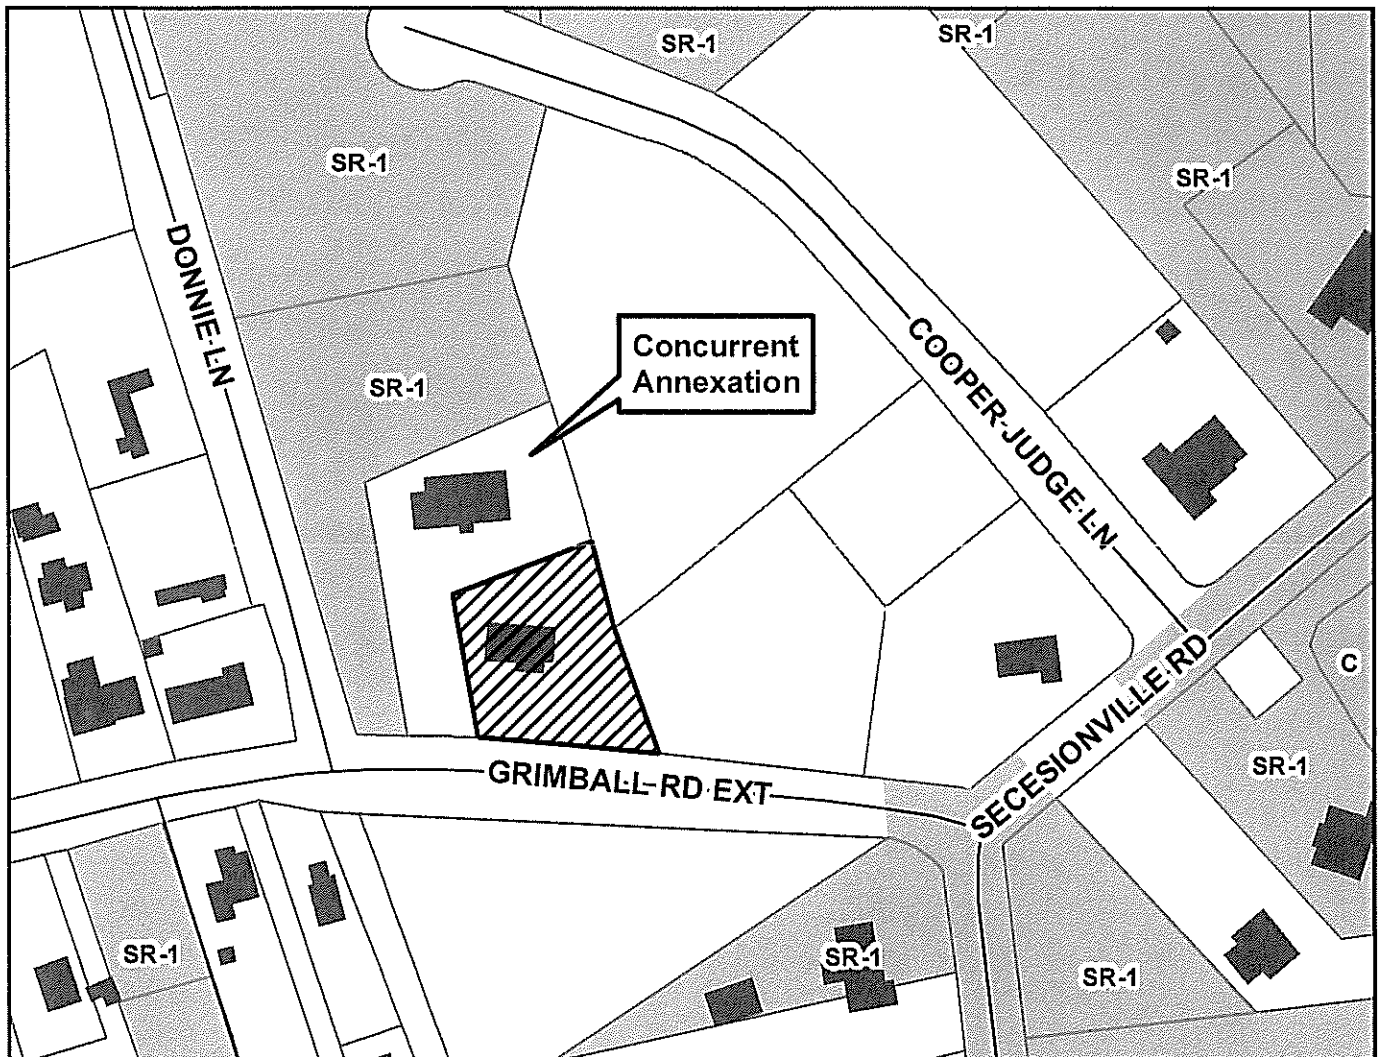 SR-1
SR-1
SR-1
SR-1
DONNIE LN
Concurrent
Annexation
COOPER JUDGE LN
SR-1
SECESIONVILLE RD
C
GRIMBALL RD EXT
SR-1
SR-1
SR-1
SR-1